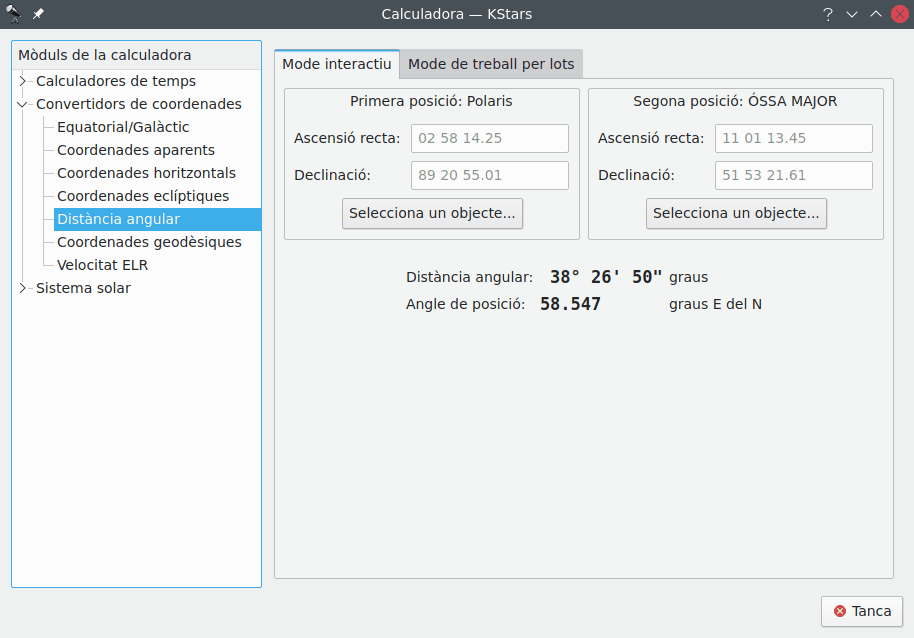 Calculadora — KStars
Mòduls de la calculadora
Calculadores de temps
Convertidors de coordenades
Equatorial/Galàctic
Coordenades aparents
Coordenades horitzontals
Coordenades eclíptiques
Distància angular
Coordenades geodèsiques
Velocitat ELR
Sistema solar
Mode interactiu
Mode de treball per lots
Primera posició: Polaris
Ascensió recta: 02 58 14.25
Declinació: 89 20 55.01
Selecciona un objecte...
Segona posició: ÓSSA MAJOR
Ascensió recta: 11 01 13.45
Declinació: 51 53 21.61
Selecciona un objecte...
Distància angular: 38° 26' 50" graus
Angle de posició: 58.547 graus E del N
Tanca